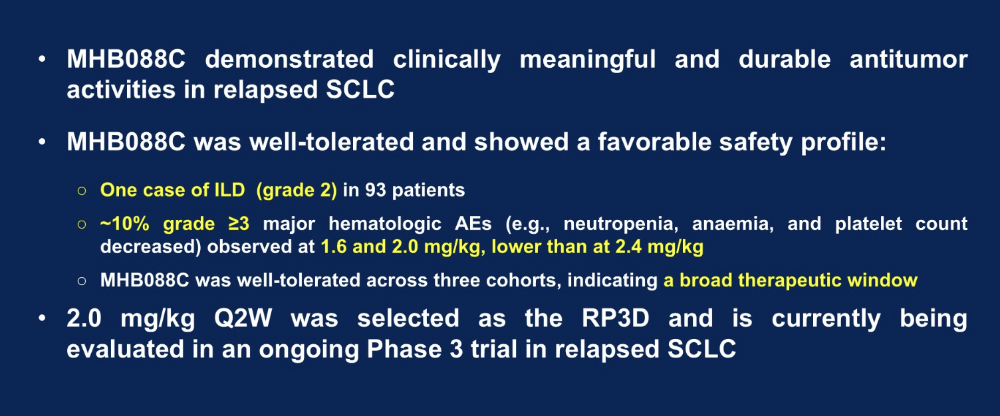 • MHB088C demonstrated clinically meaningful and durable antitumor
activities in relapsed SCLC
• MHB088C was well-tolerated and showed a favorable safety profile:
○ One case of ILD (grade 2) in 93 patients
○ ~10% grade ≥3 major hematologic AEs (e.g., neutropenia, anaemia, and platelet count
decreased) observed at 1.6 and 2.0 mg/kg, lower than at 2.4 mg/kg
○ MHB088C was well-tolerated across three cohorts, indicating a broad therapeutic window
• 2.0 mg/kg Q2W was selected as the RP3D and is currently being
evaluated in an ongoing Phase 3 trial in relapsed SCLC